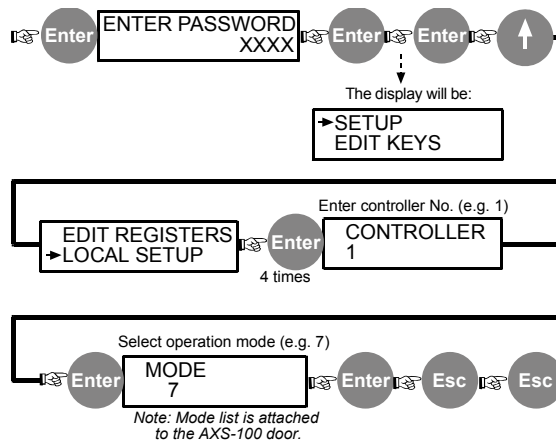 Enter
ENTER PASSWORD
XXXX
Enter
Enter
The display will be:
SETUP
EDIT KEYS
EDIT REGISTERS
LOCAL SETUP
Enter
4 times
Enter controller No. (e.g. 1)
CONTROLLER
1
Enter
Select operation mode (e.g. 7)
MODE
7
Note: Mode list is attached
to the AXS-100 door.
Enter
Esc
Esc